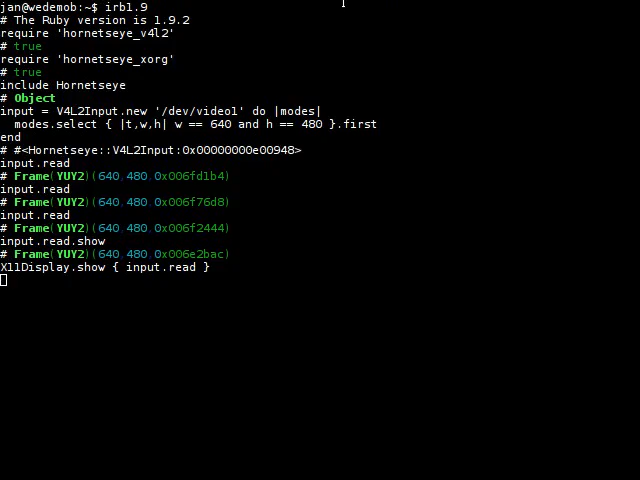 jan@wedemob:~$ irb1.9
# The Ruby version is 1.9.2
require 'hornetseye_v4l2'
# true
require 'hornetseye_xorg'
# true
include Hornetseye
# Object
input = V4L2Input.new '/dev/video1' do |modes|
  modes.select { |t,w,h| w == 640 and h == 480 }.first
end
# #<Hornetseye::V4L2Input:0x00000000e00948>
input.read
# Frame(YUY2)(640,480,0x006fd1b4)
input.read
# Frame(YUY2)(640,480,0x006f76d8)
input.read
# Frame(YUY2)(640,480,0x006f2444)
input.read.show
# Frame(YUY2)(640,480,0x006e2bac)
X11Display.show { input.read }